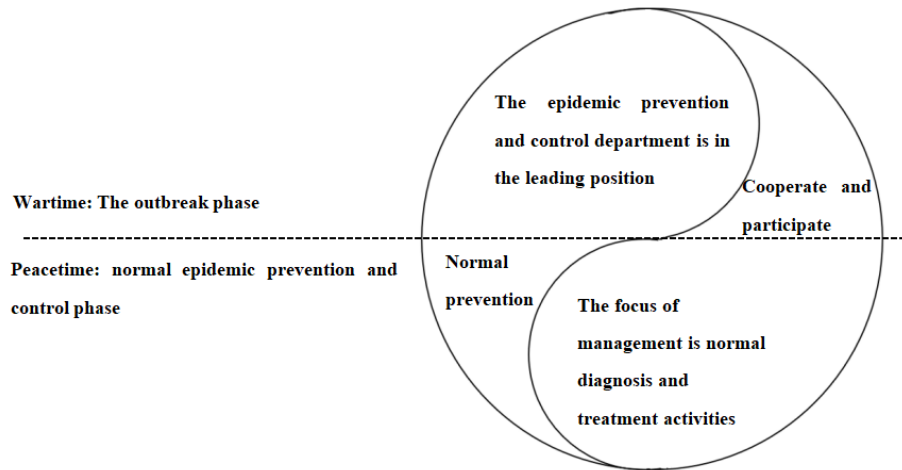 The epidemic prevention
and control department is in
the leading position
Cooperate and
participate
Wartime: The outbreak phase
Peacetime: normal epidemic prevention and
control phase
Normal
prevention
The focus of
management is normal
diagnosis and
treatment activities